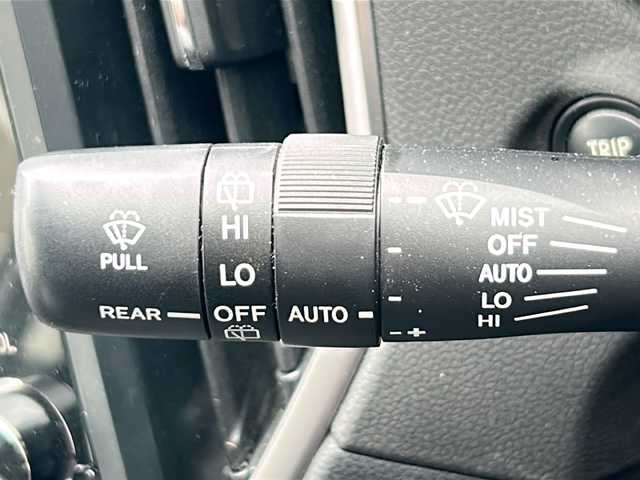 PULL
REAR
HI
LO
OFF
AUTO
- +
MIST
OFF
AUTO
LO
HI
TRIP